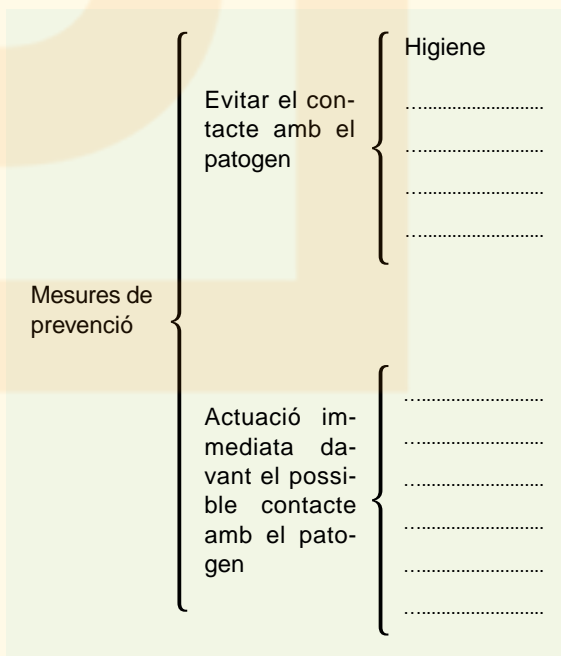 Higiene
Evitar el con-
tacte amb el
patogen
..........................
..........................
..........................
..........................
Mesures de
prevenció
Actuació im-
mediata da-
vant el possi-
ble contacte
amb el pato-
gen
..........................
..........................
..........................
..........................
..........................
..........................